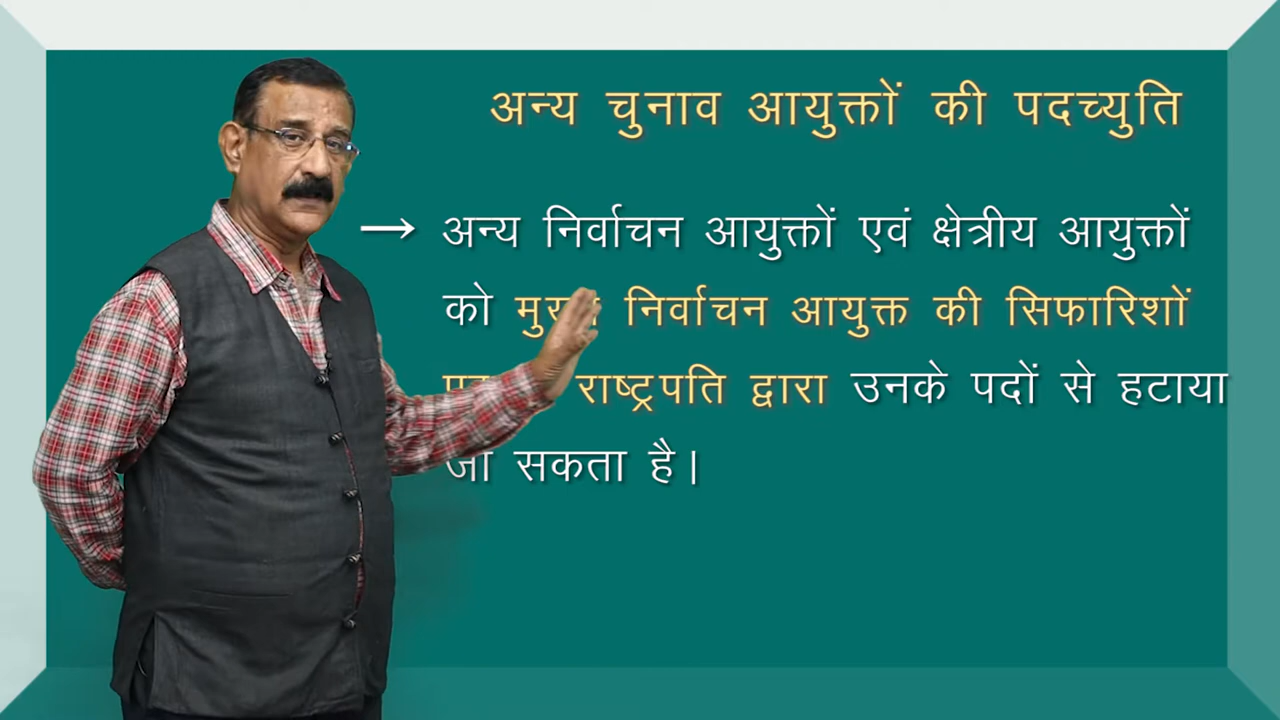 अन्य चुनाव आयुक्तों की पदच्युति
→ अन्य निर्वाचन आयुक्तों एवं क्षेत्रीय आयुक्तों
को निर्वाचन आयुक्त की सिफारिशों
राष्ट्रपति द्वारा उनके पदों से हटाया
जा सकता है।